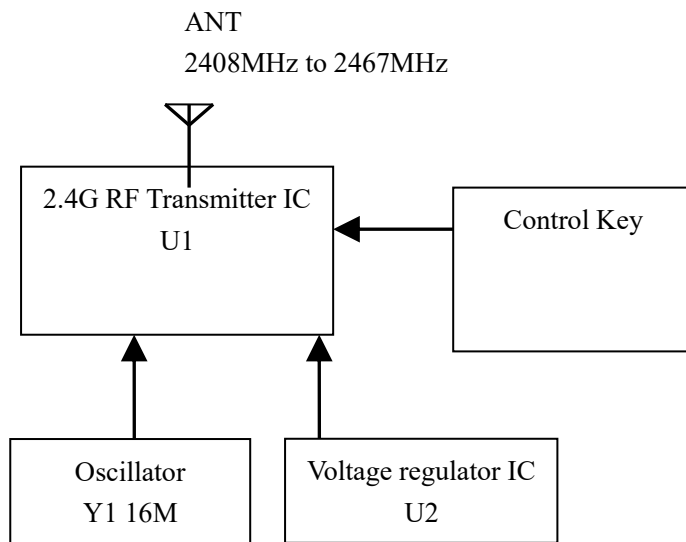 ANT
2408MHz to 2467MHz
2.4G RF Transmitter IC
U1
Control Key
Oscillator
Y1 16M
Voltage regulator IC
U2